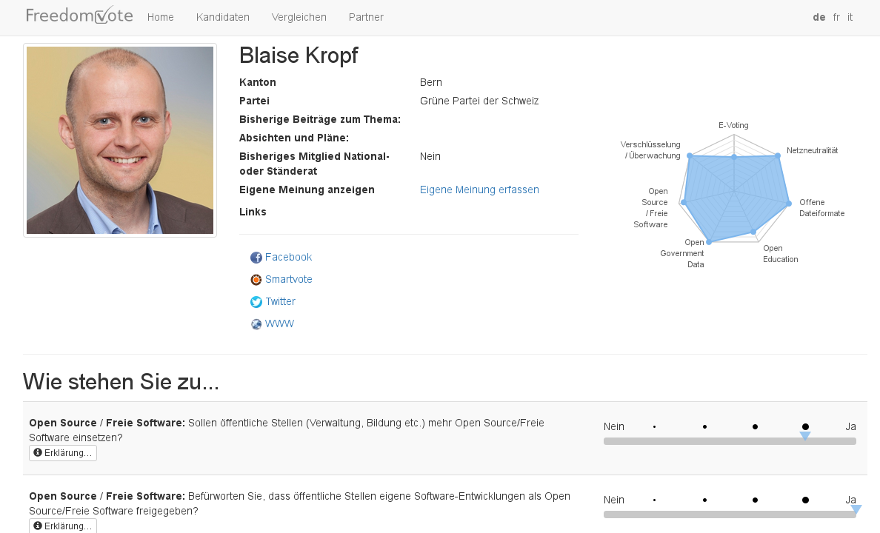 Freedomvote
Home Kandidaten Vergleichen Partner
de fr it
Blaise Kropf
Kanton Bern
Partei Grüne Partei der Schweiz
Bisherige Beiträge zum Thema:
Absichten und Pläne:
Bisheriges Mitglied National- Nein
oder Ständerat
Eigene Meinung anzeigen Eigene Meinung erfassen
Links
Facebook
Smartvote
Twitter
WWW
E-Voting
Netzneutralität
Offene
Dateiformate
Open
Education
Open
Government
Data
Open
Source
/ Freie
Software
Verschlüsselung
/ Überwachung
Wie stehen Sie zu...
Open Source / Freie Software: Sollen öffentliche Stellen (Verwaltung, Bildung etc.) mehr Open Source/Freie
Software einsetzen?
Erklärung...
Nein Ja
Open Source / Freie Software: Befürworten Sie, dass öffentliche Stellen eigene Software-Entwicklungen als Open
Source/Freie Software freigegeben?
Erklärung...
Nein Ja